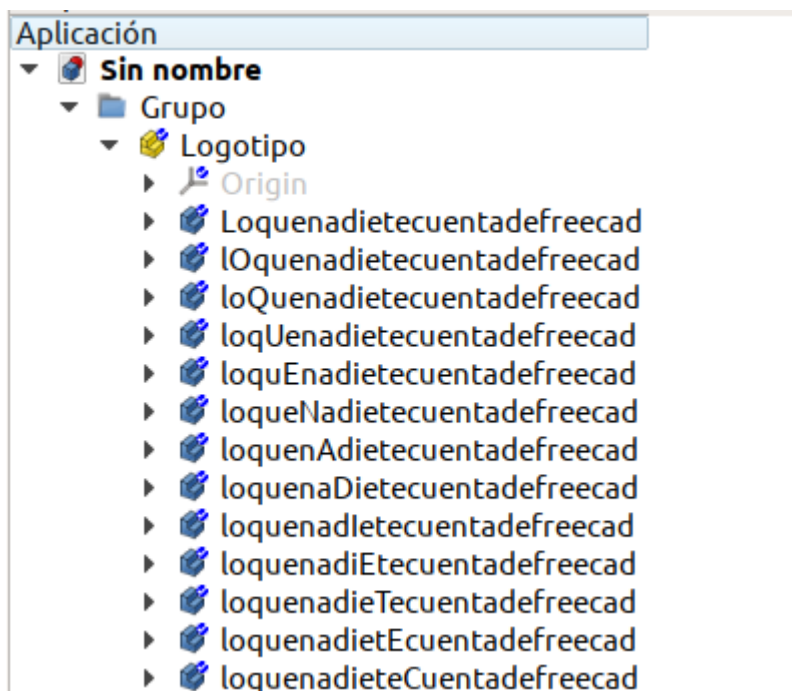 Aplicación
Sin nombre
Grupo
Logotipo
Origin
Loquenadietecuentadefreecad
lOquenadietecuentadefreecad
loQuenadietecuentadefreecad
loqUenadietecuentadefreecad
loquEnadietecuentadefreecad
loqueNadietecuentadefreecad
loquenAdietecuentadefreecad
loquenaDietecuentadefreecad
loquenadIetecuentadefreecad
loquenadiEtecuentadefreecad
loquenadieTecuentadefreecad
loquenadietEcuentadefreecad
loquenadieteCuentadefreecad